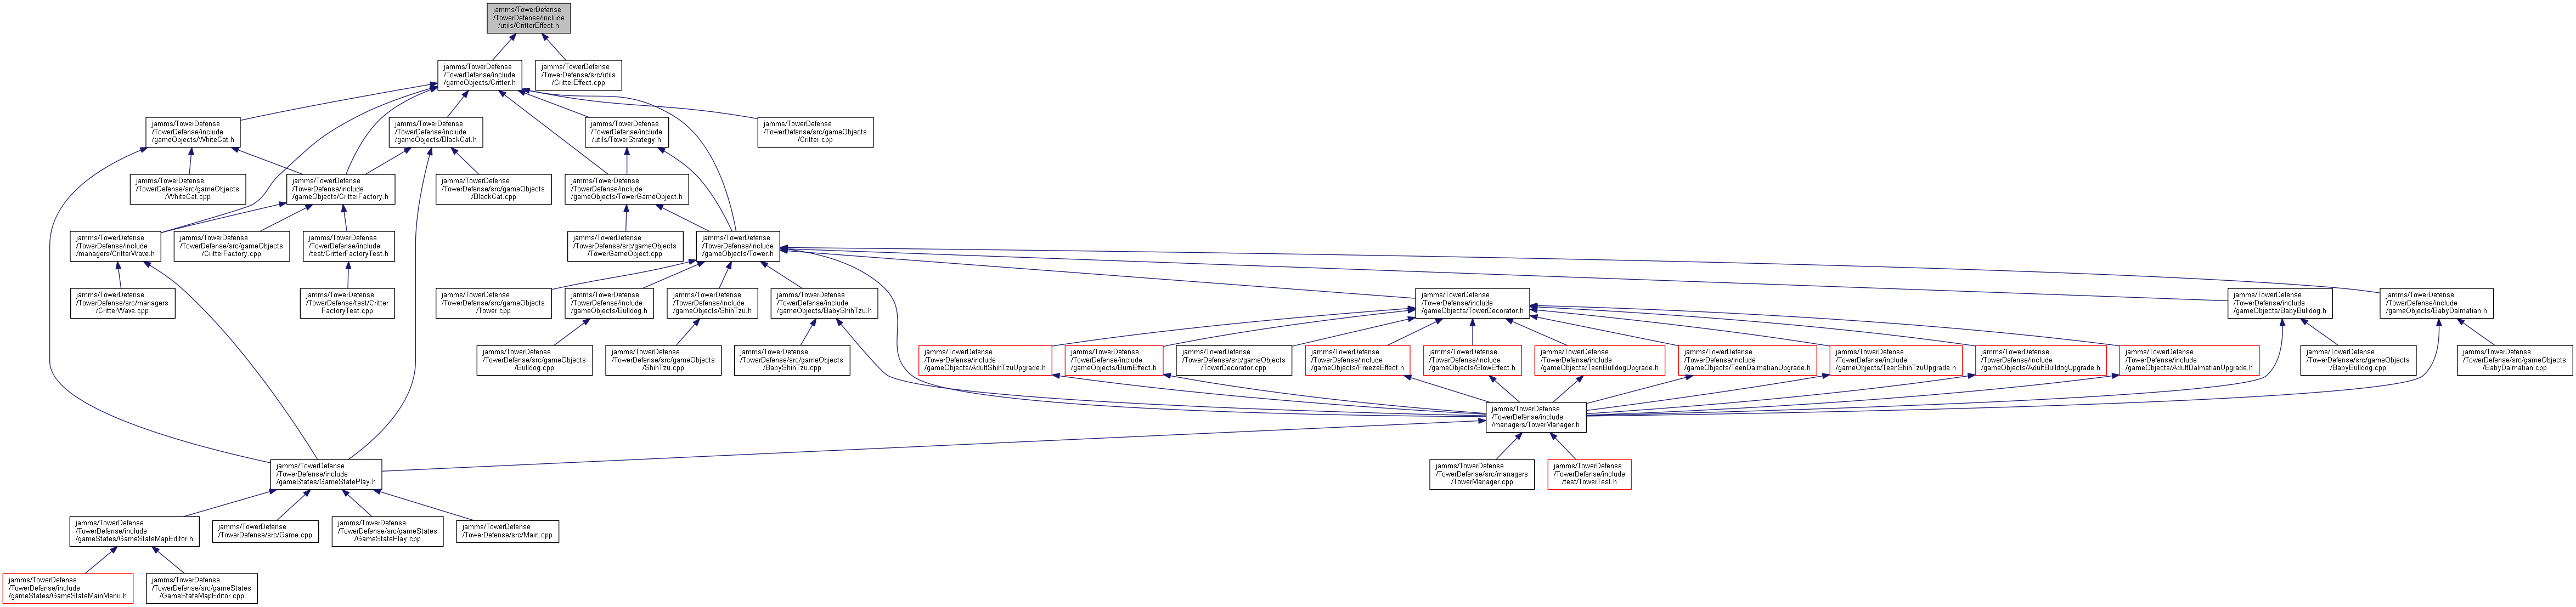 jamms/TowerDefense
/TowerDefense/include
/utils/CritterEffect.h
jamms/TowerDefense
/TowerDefense/include
/gameObjects/Critter.h
jamms/TowerDefense
/TowerDefense/src/utils
/CritterEffect.cpp
jamms/TowerDefense
/TowerDefense/include
/gameObjects/WhiteCat.h
jamms/TowerDefense
/TowerDefense/include
/gameObjects/BlackCat.h
jamms/TowerDefense
/TowerDefense/include
/utils/TowerStrategy.h
jamms/TowerDefense
/TowerDefense/src/gameObjects
/Critter.cpp
jamms/TowerDefense
/TowerDefense/src/gameObjects
/WhiteCat.cpp
jamms/TowerDefense
/TowerDefense/include
/gameObjects/CritterFactory.h
jamms/TowerDefense
/TowerDefense/src/gameObjects
/BlackCat.cpp
jamms/TowerDefense
/TowerDefense/include
/gameObjects/TowerGameObject.h
jamms/TowerDefense
/TowerDefense/include
/managers/CritterWave.h
jamms/TowerDefense
/TowerDefense/src/gameObjects
/CritterFactory.cpp
jamms/TowerDefense
/TowerDefense/include
/test/CritterFactoryTest.h
jamms/TowerDefense
/TowerDefense/src/gameObjects
/TowerGameObject.cpp
jamms/TowerDefense
/TowerDefense/include
/gameObjects/Tower.h
jamms/TowerDefense
/TowerDefense/src/managers
/CritterWave.cpp
jamms/TowerDefense
/TowerDefense/test/Critter
FactoryTest.cpp
jamms/TowerDefense
/TowerDefense/src/gameObjects
/Tower.cpp
jamms/TowerDefense
/TowerDefense/include
/gameObjects/Bulldog.h
jamms/TowerDefense
/TowerDefense/include
/gameObjects/ShihTzu.h
jamms/TowerDefense
/TowerDefense/include
/gameObjects/BabyShihTzu.h
jamms/TowerDefense
/TowerDefense/include
/gameObjects/TowerDecorator.h
jamms/TowerDefense
/TowerDefense/include
/gameObjects/BabyBulldog.h
jamms/TowerDefense
/TowerDefense/include
/gameObjects/BabyDalmatian.h
jamms/TowerDefense
/TowerDefense/src/gameObjects
/Bulldog.cpp
jamms/TowerDefense
/TowerDefense/src/gameObjects
/ShihTzu.cpp
jamms/TowerDefense
/TowerDefense/src/gameObjects
/BabyShihTzu.cpp
jamms/TowerDefense
/TowerDefense/include
/gameObjects/AdultShihTzuUpgrade.h
jamms/TowerDefense
/TowerDefense/include
/gameObjects/BurnEffect.h
jamms/TowerDefense
/TowerDefense/src/gameObjects
/TowerDecorator.cpp
jamms/TowerDefense
/TowerDefense/include
/gameObjects/FreezeEffect.h
jamms/TowerDefense
/TowerDefense/include
/gameObjects/SlowEffect.h
jamms/TowerDefense
/TowerDefense/include
/gameObjects/TeenBulldogUpgrade.h
jamms/TowerDefense
/TowerDefense/include
/gameObjects/TeenDalmatianUpgrade.h
jamms/TowerDefense
/TowerDefense/include
/gameObjects/TeenShihTzuUpgrade.h
jamms/TowerDefense
/TowerDefense/include
/gameObjects/AdultBulldogUpgrade.h
jamms/TowerDefense
/TowerDefense/include
/gameObjects/AdultDalmatianUpgrade.h
jamms/TowerDefense
/TowerDefense/src/gameObjects
/BabyBulldog.cpp
jamms/TowerDefense
/TowerDefense/src/gameObjects
/BabyDalmatian.cpp
jamms/TowerDefense
/TowerDefense/include
/managers/TowerManager.h
jamms/TowerDefense
/TowerDefense/include
/gameStates/GameStatePlay.h
jamms/TowerDefense
/TowerDefense/src/managers
/TowerManager.cpp
jamms/TowerDefense
/TowerDefense/include
/test/TowerTest.h
jamms/TowerDefense
/TowerDefense/include
/gameStates/GameStateMapEditor.h
jamms/TowerDefense
/TowerDefense/src/Game.cpp
jamms/TowerDefense
/TowerDefense/src/gameStates
/GameStatePlay.cpp
jamms/TowerDefense
/TowerDefense/src/Main.cpp
jamms/TowerDefense
/TowerDefense/include
/gameStates/GameStateMainMenu.h
jamms/TowerDefense
/TowerDefense/src/gameStates
/GameStateMapEditor.cpp